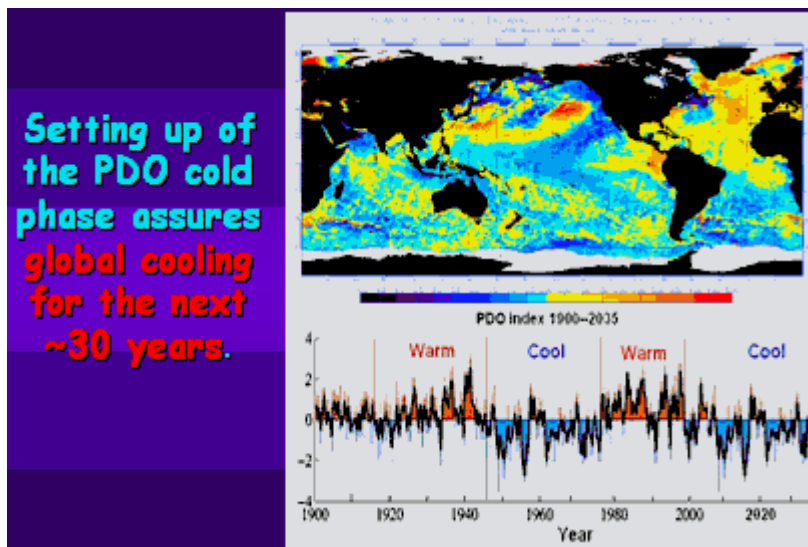 Setting up of
the PDO cold
phase assures
global cooling
for the next
~30 years.
PDO index 1900--2035
Warm Cool Warm Cool
4
2
0
-2
-4
1900 1920 1940 1960 1980 2000 2020
Year